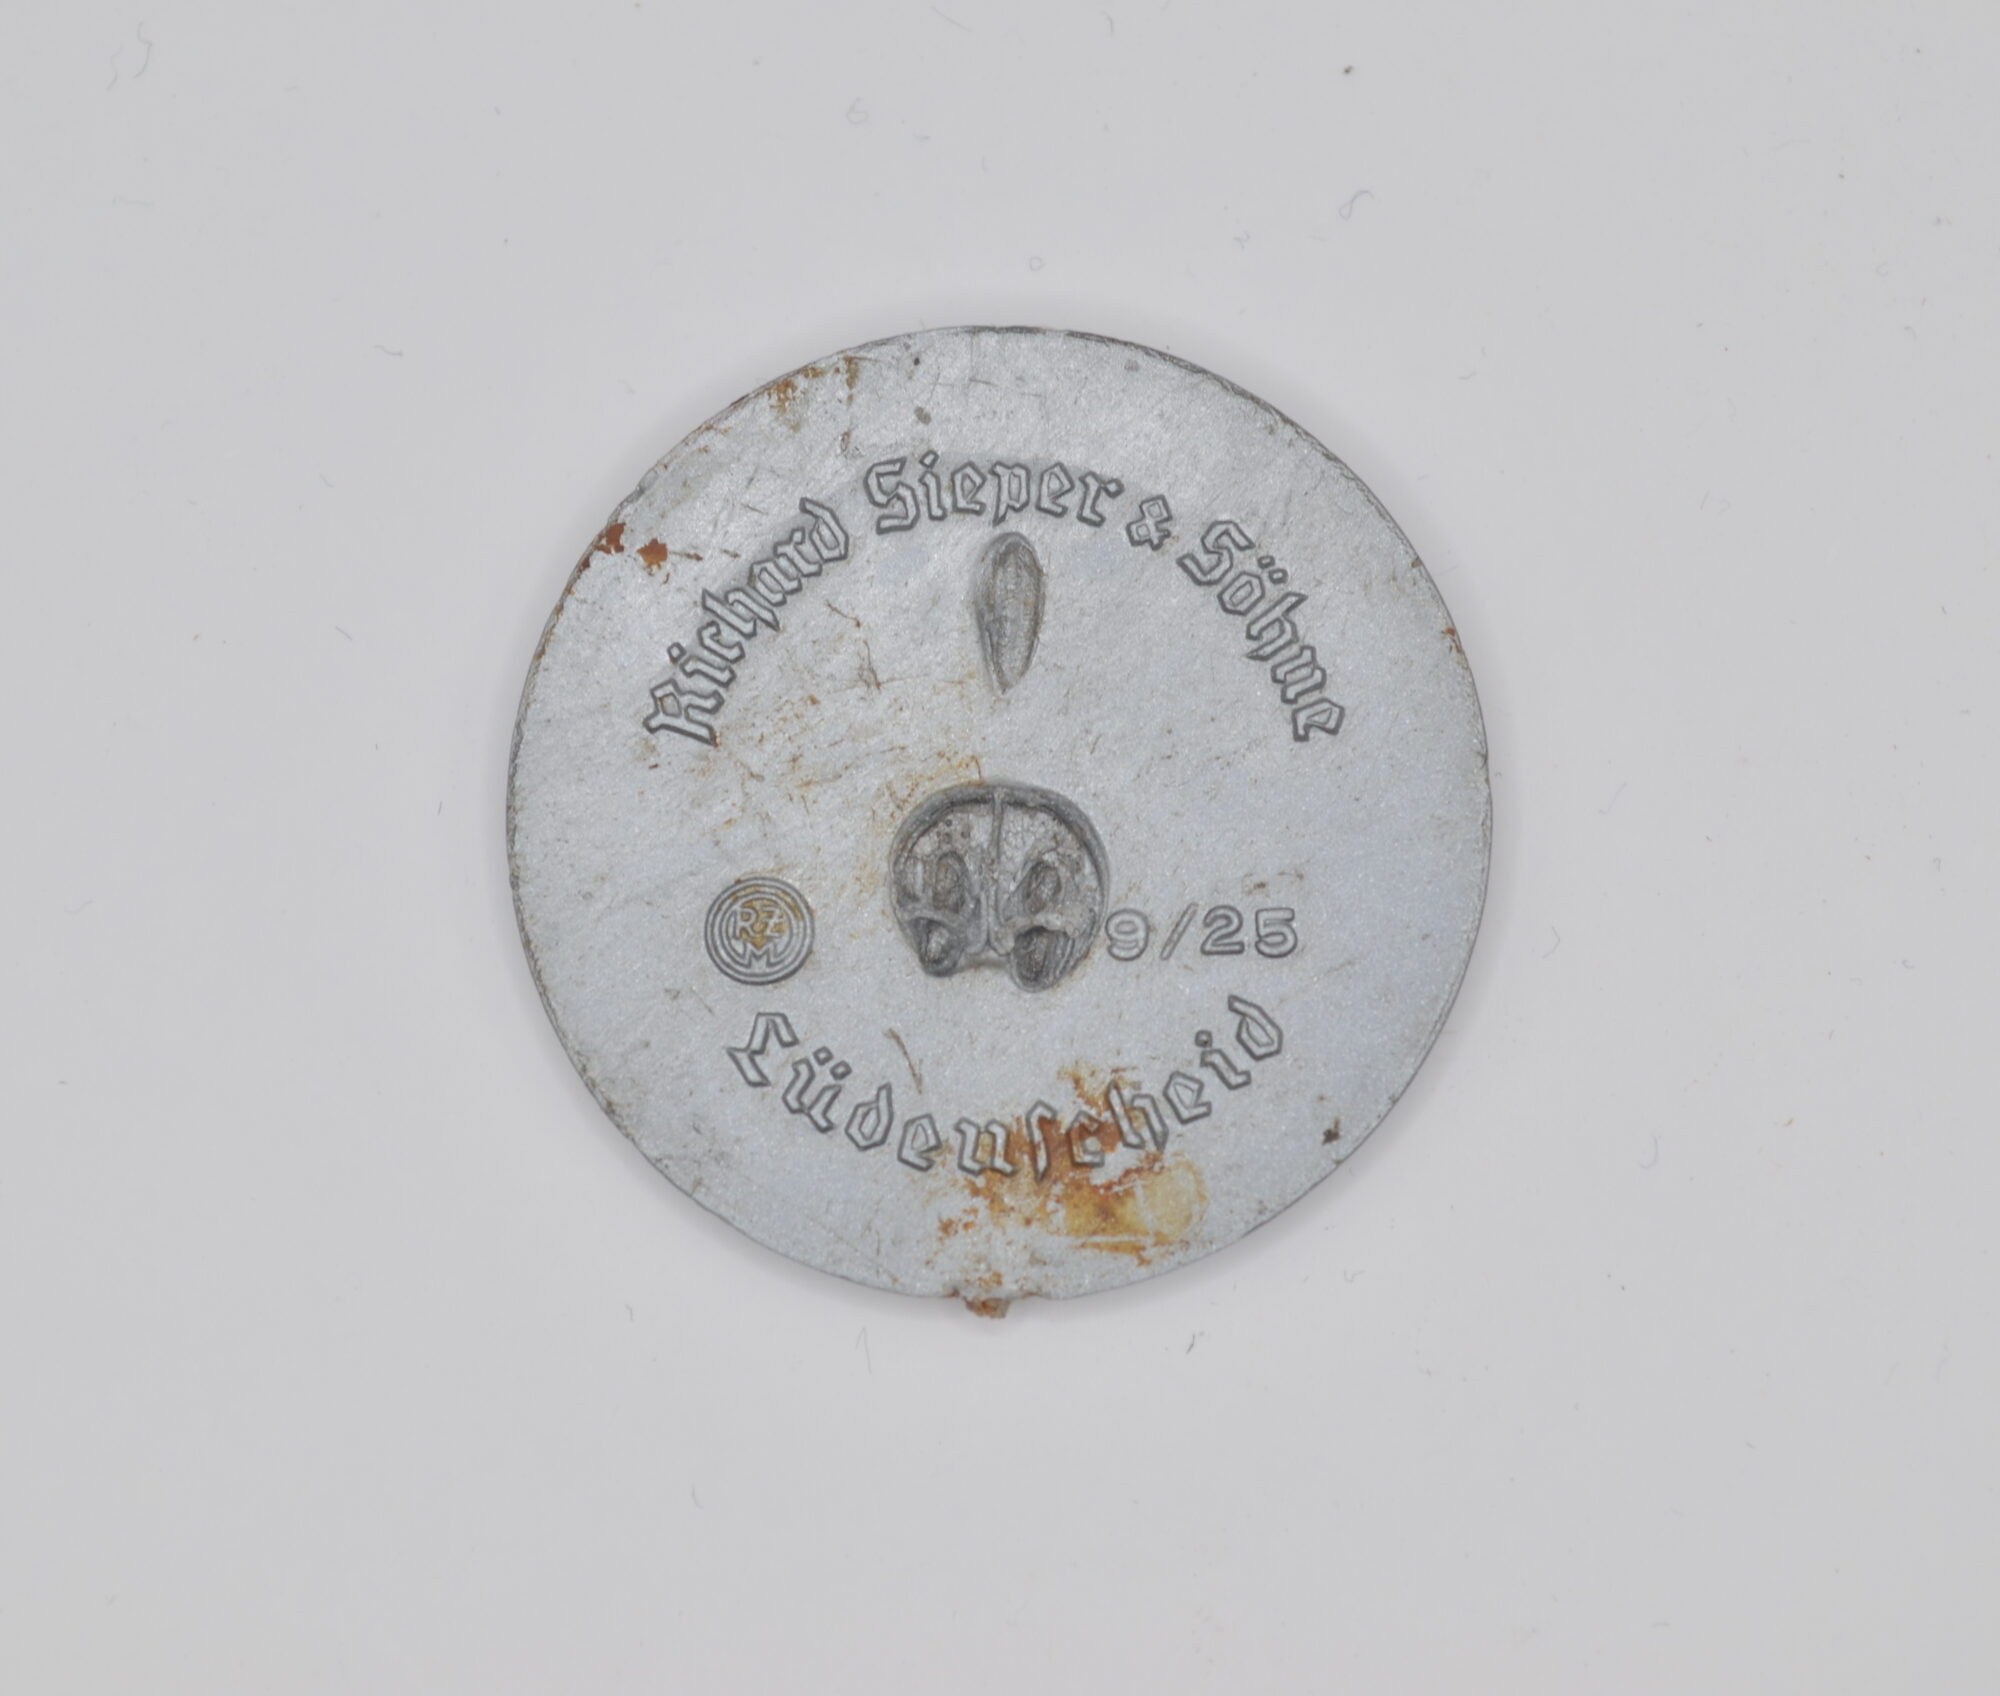 Richard Sieper & Söhne
RZM
9/25
Lüdenſcheid